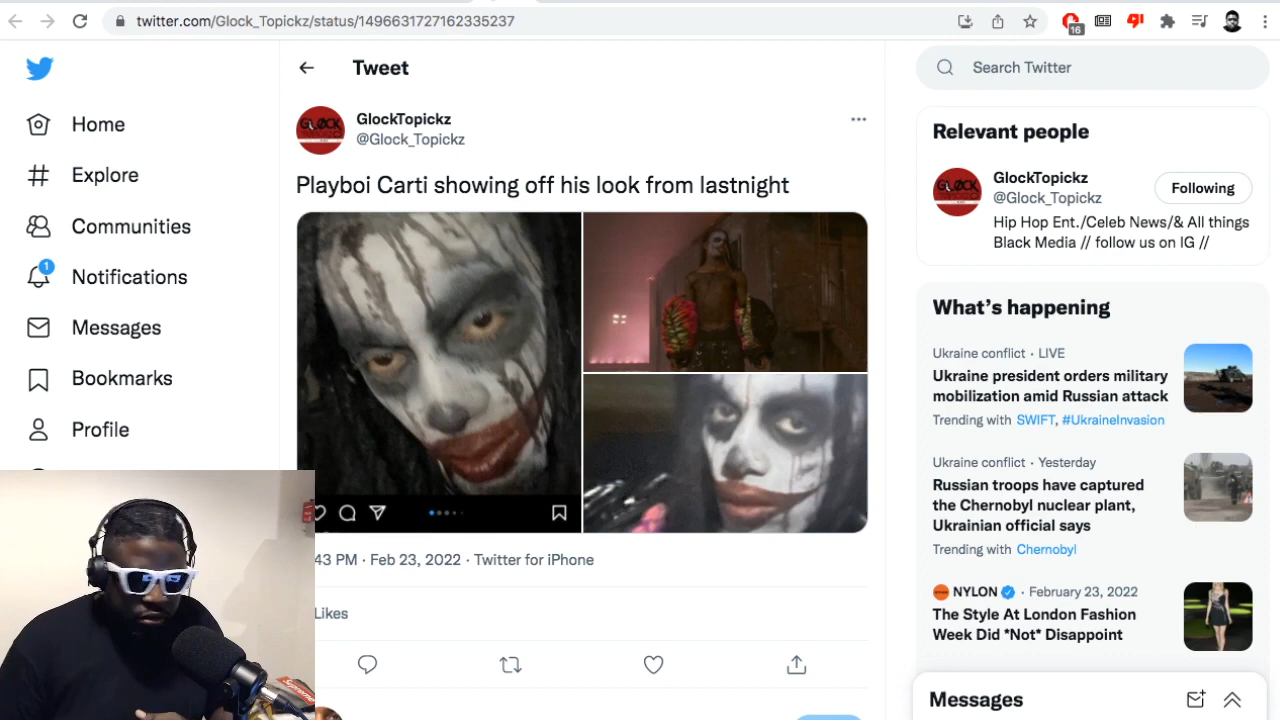 twitter.com/Glock_Topickz/status/1496631727162335237
16
Home
Explore
Communities
1
Notifications
Messages
Bookmarks
Profile
Tweet
GLOCK
GlockTopickz
@Glock_Topickz
Playboi Carti showing off his look from lastnight
43 PM · Feb 23, 2022 · Twitter for iPhone
Likes
Supreme
Search Twitter
Relevant people
GLOCK
GlockTopickz
@Glock_Topickz
Following
Hip Hop Ent./Celeb News/& All things
Black Media // follow us on IG //
What's happening
Ukraine conflict · LIVE
Ukraine president orders military
mobilization amid Russian attack
Trending with SWIFT, #UkraineInvasion
Ukraine conflict · Yesterday
Russian troops have captured
the Chernobyl nuclear plant,
Ukrainian official says
Trending with Chernobyl
NYLON · February 23, 2022
The Style At London Fashion
Week Did *Not* Disappoint
Messages